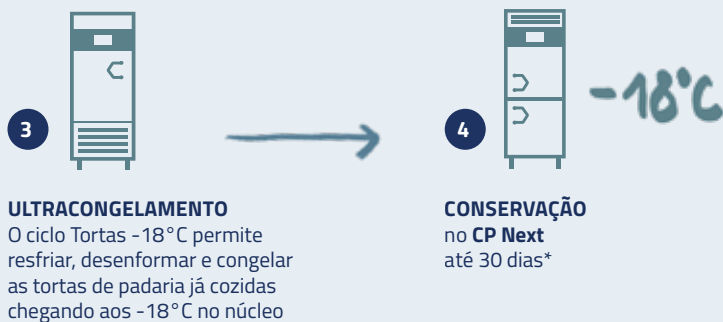 3
4
-18°C
ULTRACONGELAMENTO
O ciclo Tortas -18°C permite
resfriar, desenformar e congelar
as tortas de padaria já cozidas
chegando aos -18°C no núcleo
CONSERVAÇÃO
no CP Next
até 30 dias*